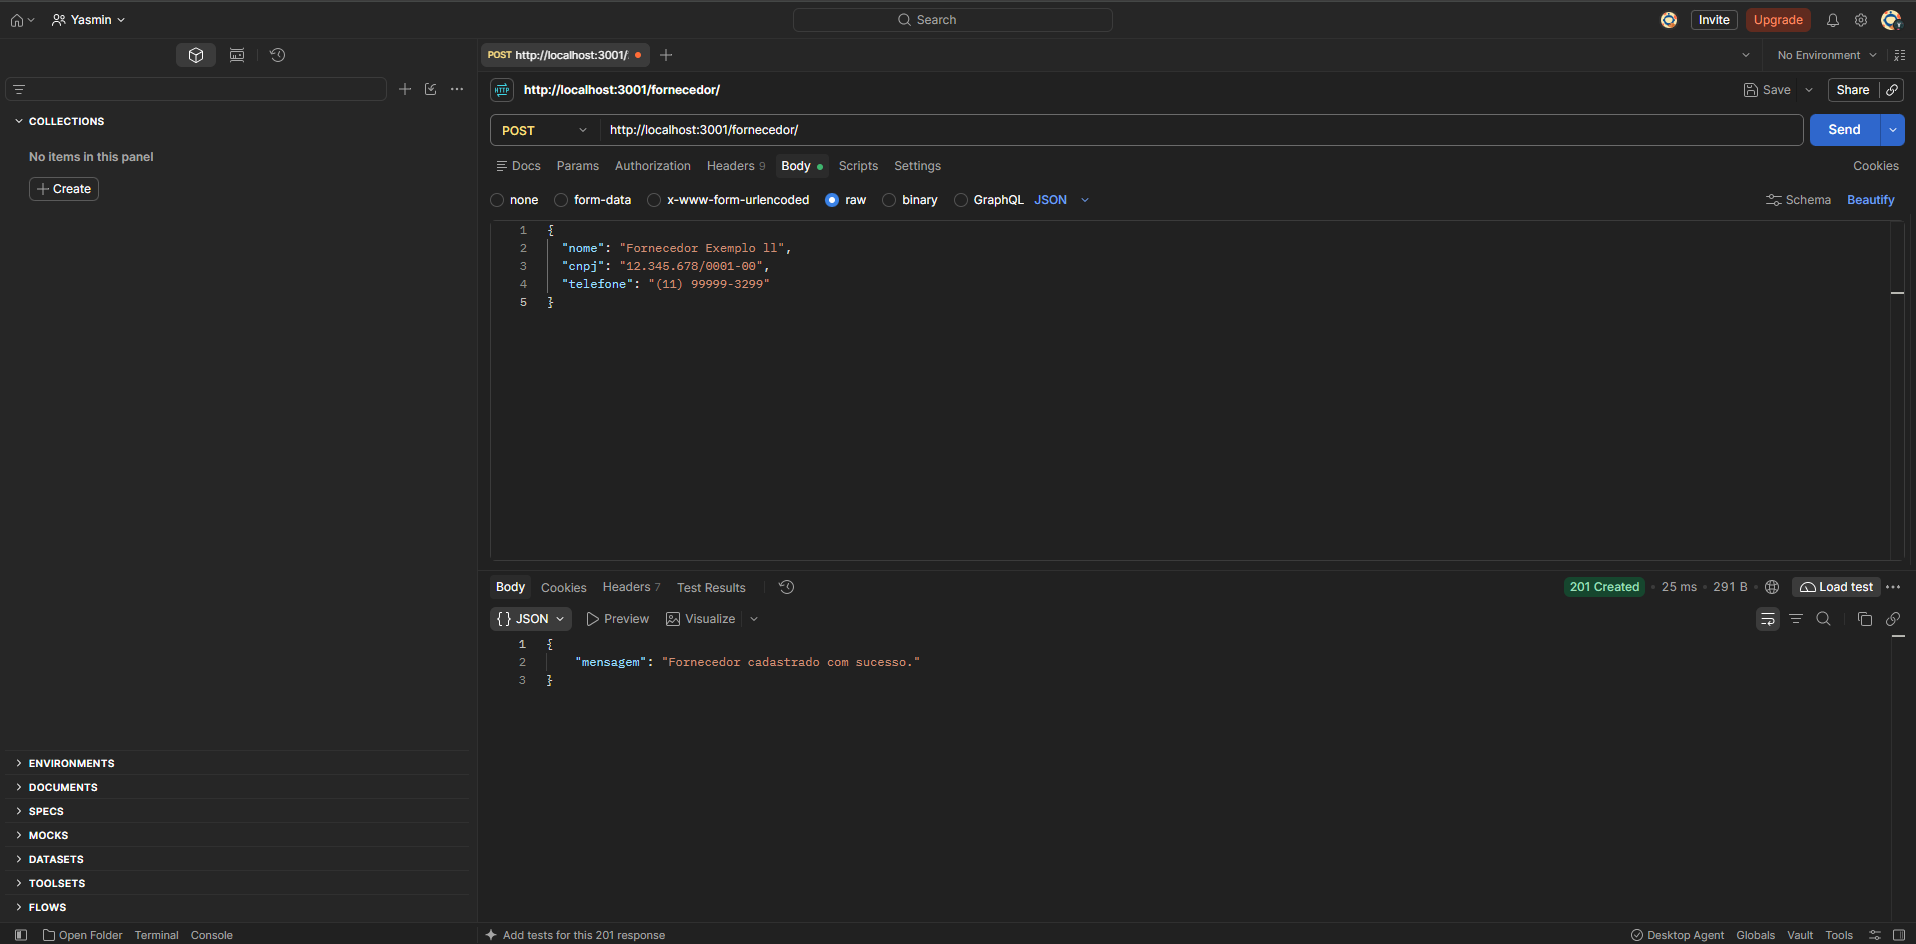 Yasmin
Search
Invite
Upgrade
POST http://localhost:3001/
No Environment
HTTP http://localhost:3001/fornecedor/
Save
Share
POST
http://localhost:3001/fornecedor/
Send
Docs Params Authorization Headers 9 Body Scripts Settings
Cookies
none form-data x-www-form-urlencoded raw binary GraphQL JSON
Schema Beautify
1 {
2 "nome": "Fornecedor Exemplo ll",
3 "cnpj": "12.345.678/0001-00",
4 "telefone": "(11) 99999-3299"
5 }
COLLECTIONS
No items in this panel
Create
Body Cookies Headers 7 Test Results
201 Created 25 ms 291 B Load test
{} JSON Preview Visualize
1 {
2 "mensagem": "Fornecedor cadastrado com sucesso."
3 }
ENVIRONMENTS
DOCUMENTS
SPECS
MOCKS
DATASETS
TOOLSETS
FLOWS
Open Folder Terminal Console
Add tests for this 201 response
Desktop Agent Globals Vault Tools